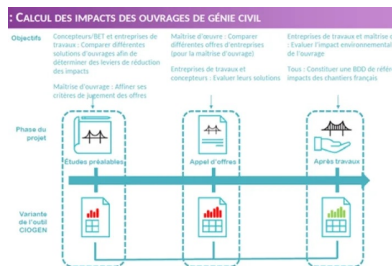 : CALCUL DES IMPACTS DES OUVRAGES DE GÉNIE CIVIL
Objectifs
Concepteurs/BET et entreprises de
travaux : Comparer différentes
solutions d'ouvrages afin de
déterminer des leviers de réduction
des impacts
Maîtrise d'ouvrage : Affiner ses
critères de jugement des offres
Maîtrise d'œuvre : Comparer
différentes offres d'entreprises
(pour la maîtrise d'ouvrage)
Entreprises de travaux et
concepteurs : Evaluer leurs solutions
Entreprises de travaux et maîtrise d
: Evaluer l'impact environnemental
de l'ouvrage
Tous : Constituer une BDD de référ
impacts des chantiers français
Phase du
projet
Études préalables
Appel d'offres
Après travaux
Variante
de l'outil
CIOGEN